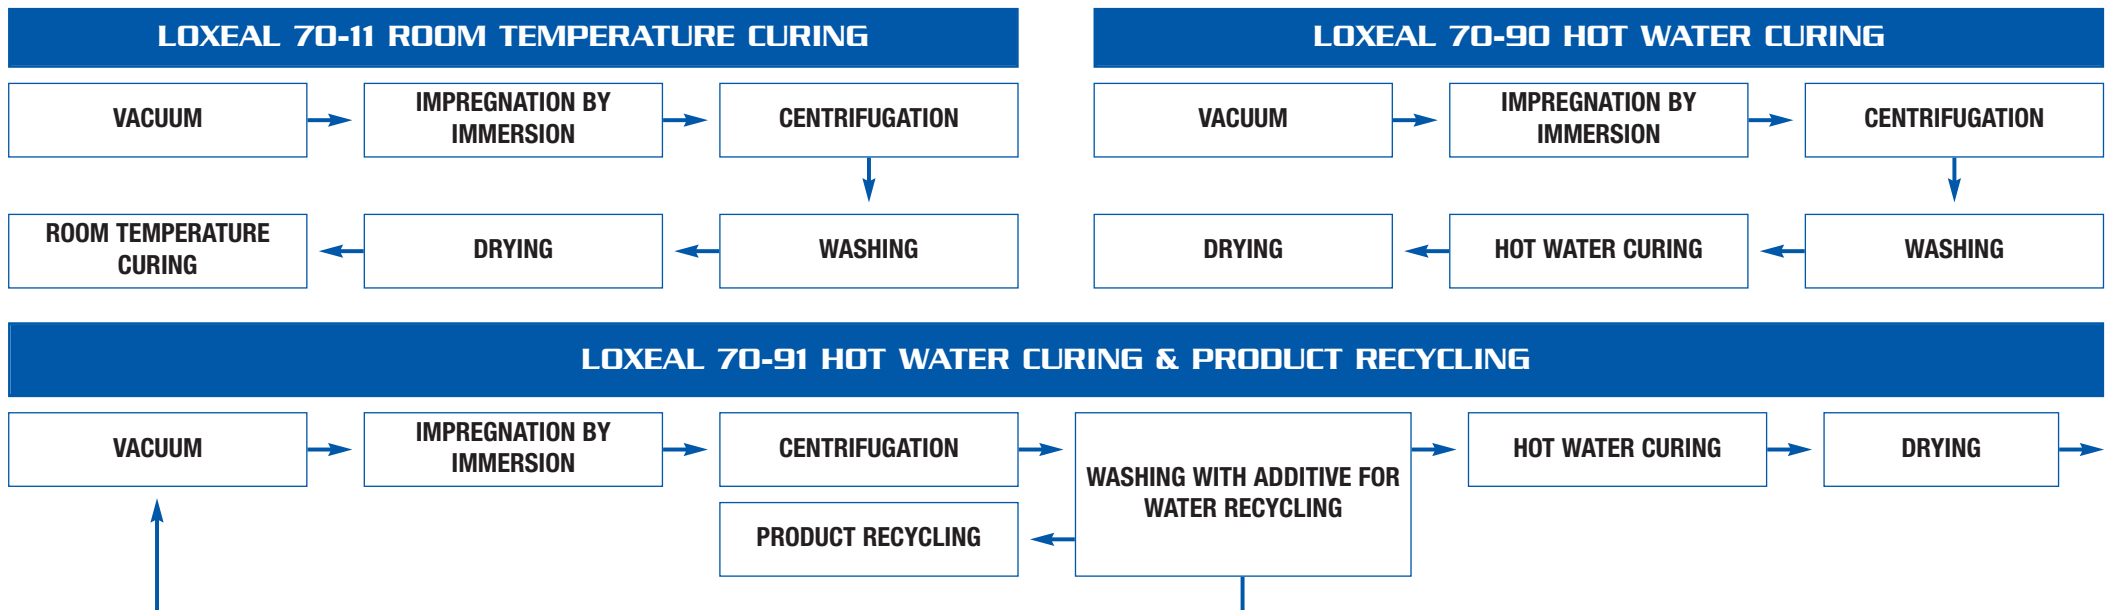 LOXEAL 70-11 ROOM TEMPERATURE CURING
VACUUM
IMPREGNATION BY
IMMERSION
CENTRIFUGATION
ROOM TEMPERATURE
CURING
DRYING
WASHING
LOXEAL 70-90 HOT WATER CURING
VACUUM
IMPREGNATION BY
IMMERSION
CENTRIFUGATION
DRYING
HOT WATER CURING
WASHING
LOXEAL 70-91 HOT WATER CURING & PRODUCT RECYCLING
VACUUM
IMPREGNATION BY
IMMERSION
CENTRIFUGATION
WASHING WITH ADDITIVE FOR
WATER RECYCLING
HOT WATER CURING
DRYING
PRODUCT RECYCLING